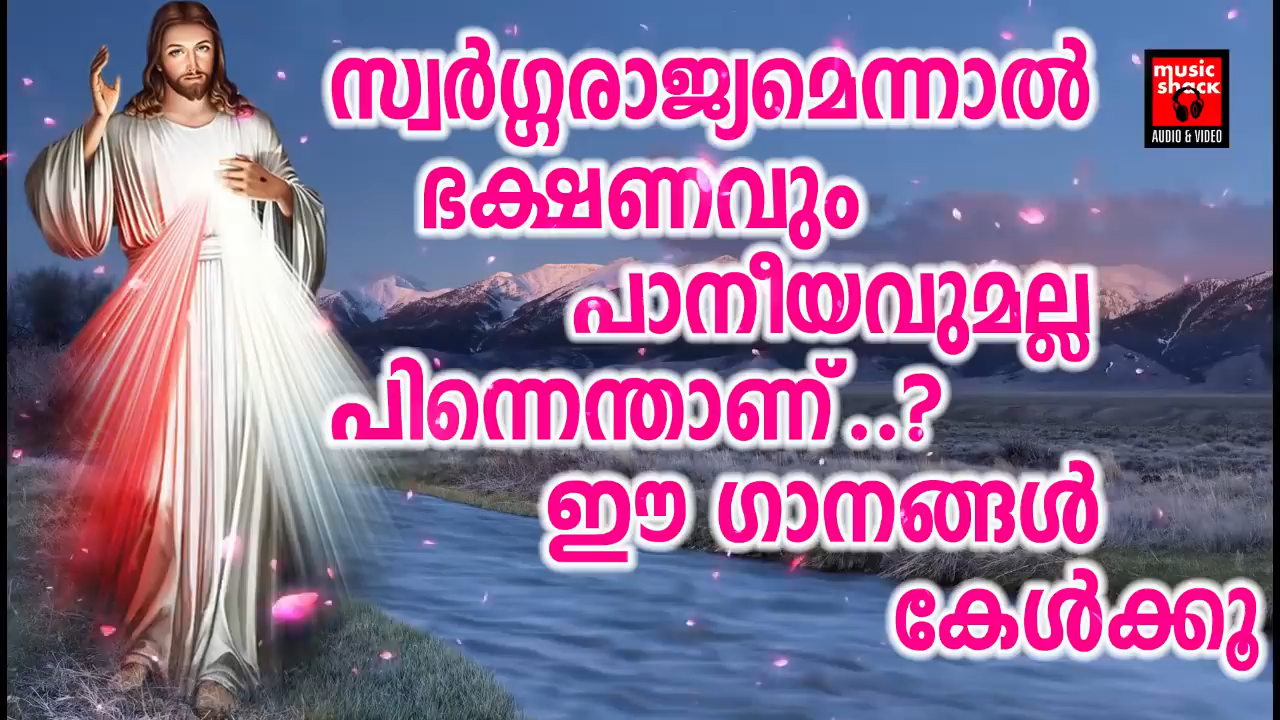 സ്വർഗ്ഗരാജ്യമെന്നാൽ
ഭക്ഷണവും
പാനീയവുമല്ല
പിന്നെന്താണ്..?
ഈ ഗാനങ്ങൾ
കേൾക്കൂ
music
shack
AUDIO & VIDEO